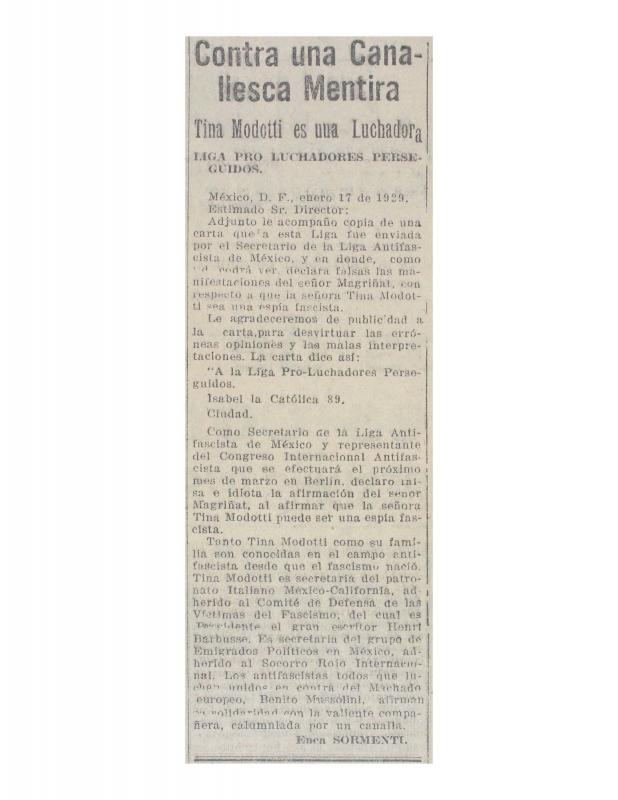 Contra una Cana-
llesca Mentira
Tina Modotti es una Luchadora
LIGA PRO LUCHADORES PERSE-
GUIDOS.
México, D. F., enero 17 de 1929.
Estimado Sr. Director:
Adjunto le acompaño copia de una
carta que a esta Liga fue enviada
por el Secretario de la Liga Antifas-
cista de México, y en donde, como
podrá ver, declara falsas las ma-
nifestaciones del señor Magriñat, con
respecto a que la señora Tina Modot-
ti sea una espía fascista.
Le agradeceremos de publicidad a
la carta, para desvirtuar las erró-
neas opiniones y las malas interpre-
taciones. La carta dice así:
"A la Liga Pro-Luchadores Perse-
guidos.
Isabel la Católica 89.
Ciudad.
Como Secretario de la Liga Anti-
fascista de México y representante
del Congreso Internacional Antifas-
cista que se efectuará el próximo
mes de marzo en Berlín, declaro fal-
sa e idiota la afirmación del señor
Magriñat, al afirmar que la señora
Tina Modotti puede ser una espía fas-
cista.
Tanto Tina Modotti como su fami-
lia son conocidas en el campo anti-
fascista desde que el fascismo nació.
Tina Modotti es secretaria del patro-
nato Italiano México-California, ad-
herido al Comité de Defensa de las
Víctimas del Fascismo, del cual es
Presidente el gran escritor Henri
Barbusse. Es secretaria del grupo de
Emigrados Políticos en México, ad-
herido al Socorro Rojo Internacio-
nal. Los antifascistas todos que lu-
chan unidos en contra del Machado
europeo, Benito Mussolini, afirman
su solidaridad con la valiente compa-
ñera, calumniada por un canalla.
Enea SORMENTI.